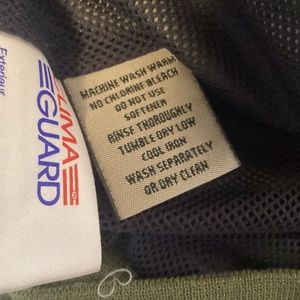 CLIMA
GUARD
Exterieur
MACHINE WASH WARM
NO CHLORINE BLEACH
DO NOT USE
SOFTENER
RINSE THOROUGHLY
TUMBLE DRY LOW
COOL IRON
WASH SEPARATELY
OR DRY CLEAN